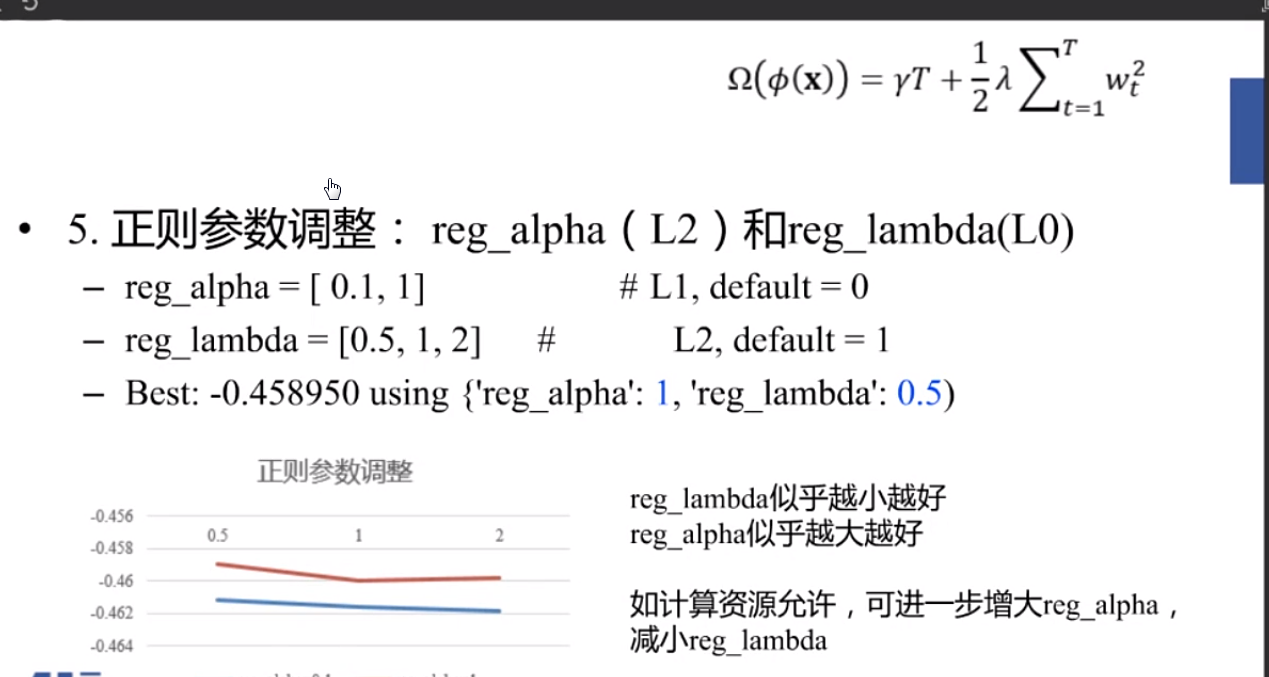 5
Ω(ϕ(𝐱)) = γT + 1/2 λ ∑_{t=1}^{T} w_t^2
• 5. 正则参数调整： reg_alpha（L2）和reg_lambda(L0)
– reg_alpha = [ 0.1, 1] # L1, default = 0
– reg_lambda = [0.5, 1, 2] # L2, default = 1
– Best: -0.458950 using {'reg_alpha': 1, 'reg_lambda': 0.5)
正则参数调整
-0.456
0.5 1 2
-0.458
-0.46
-0.462
-0.464
reg_lambda似乎越小越好
reg_alpha似乎越大越好
如计算资源允许，可进一步增大reg_alpha，
减小reg_lambda